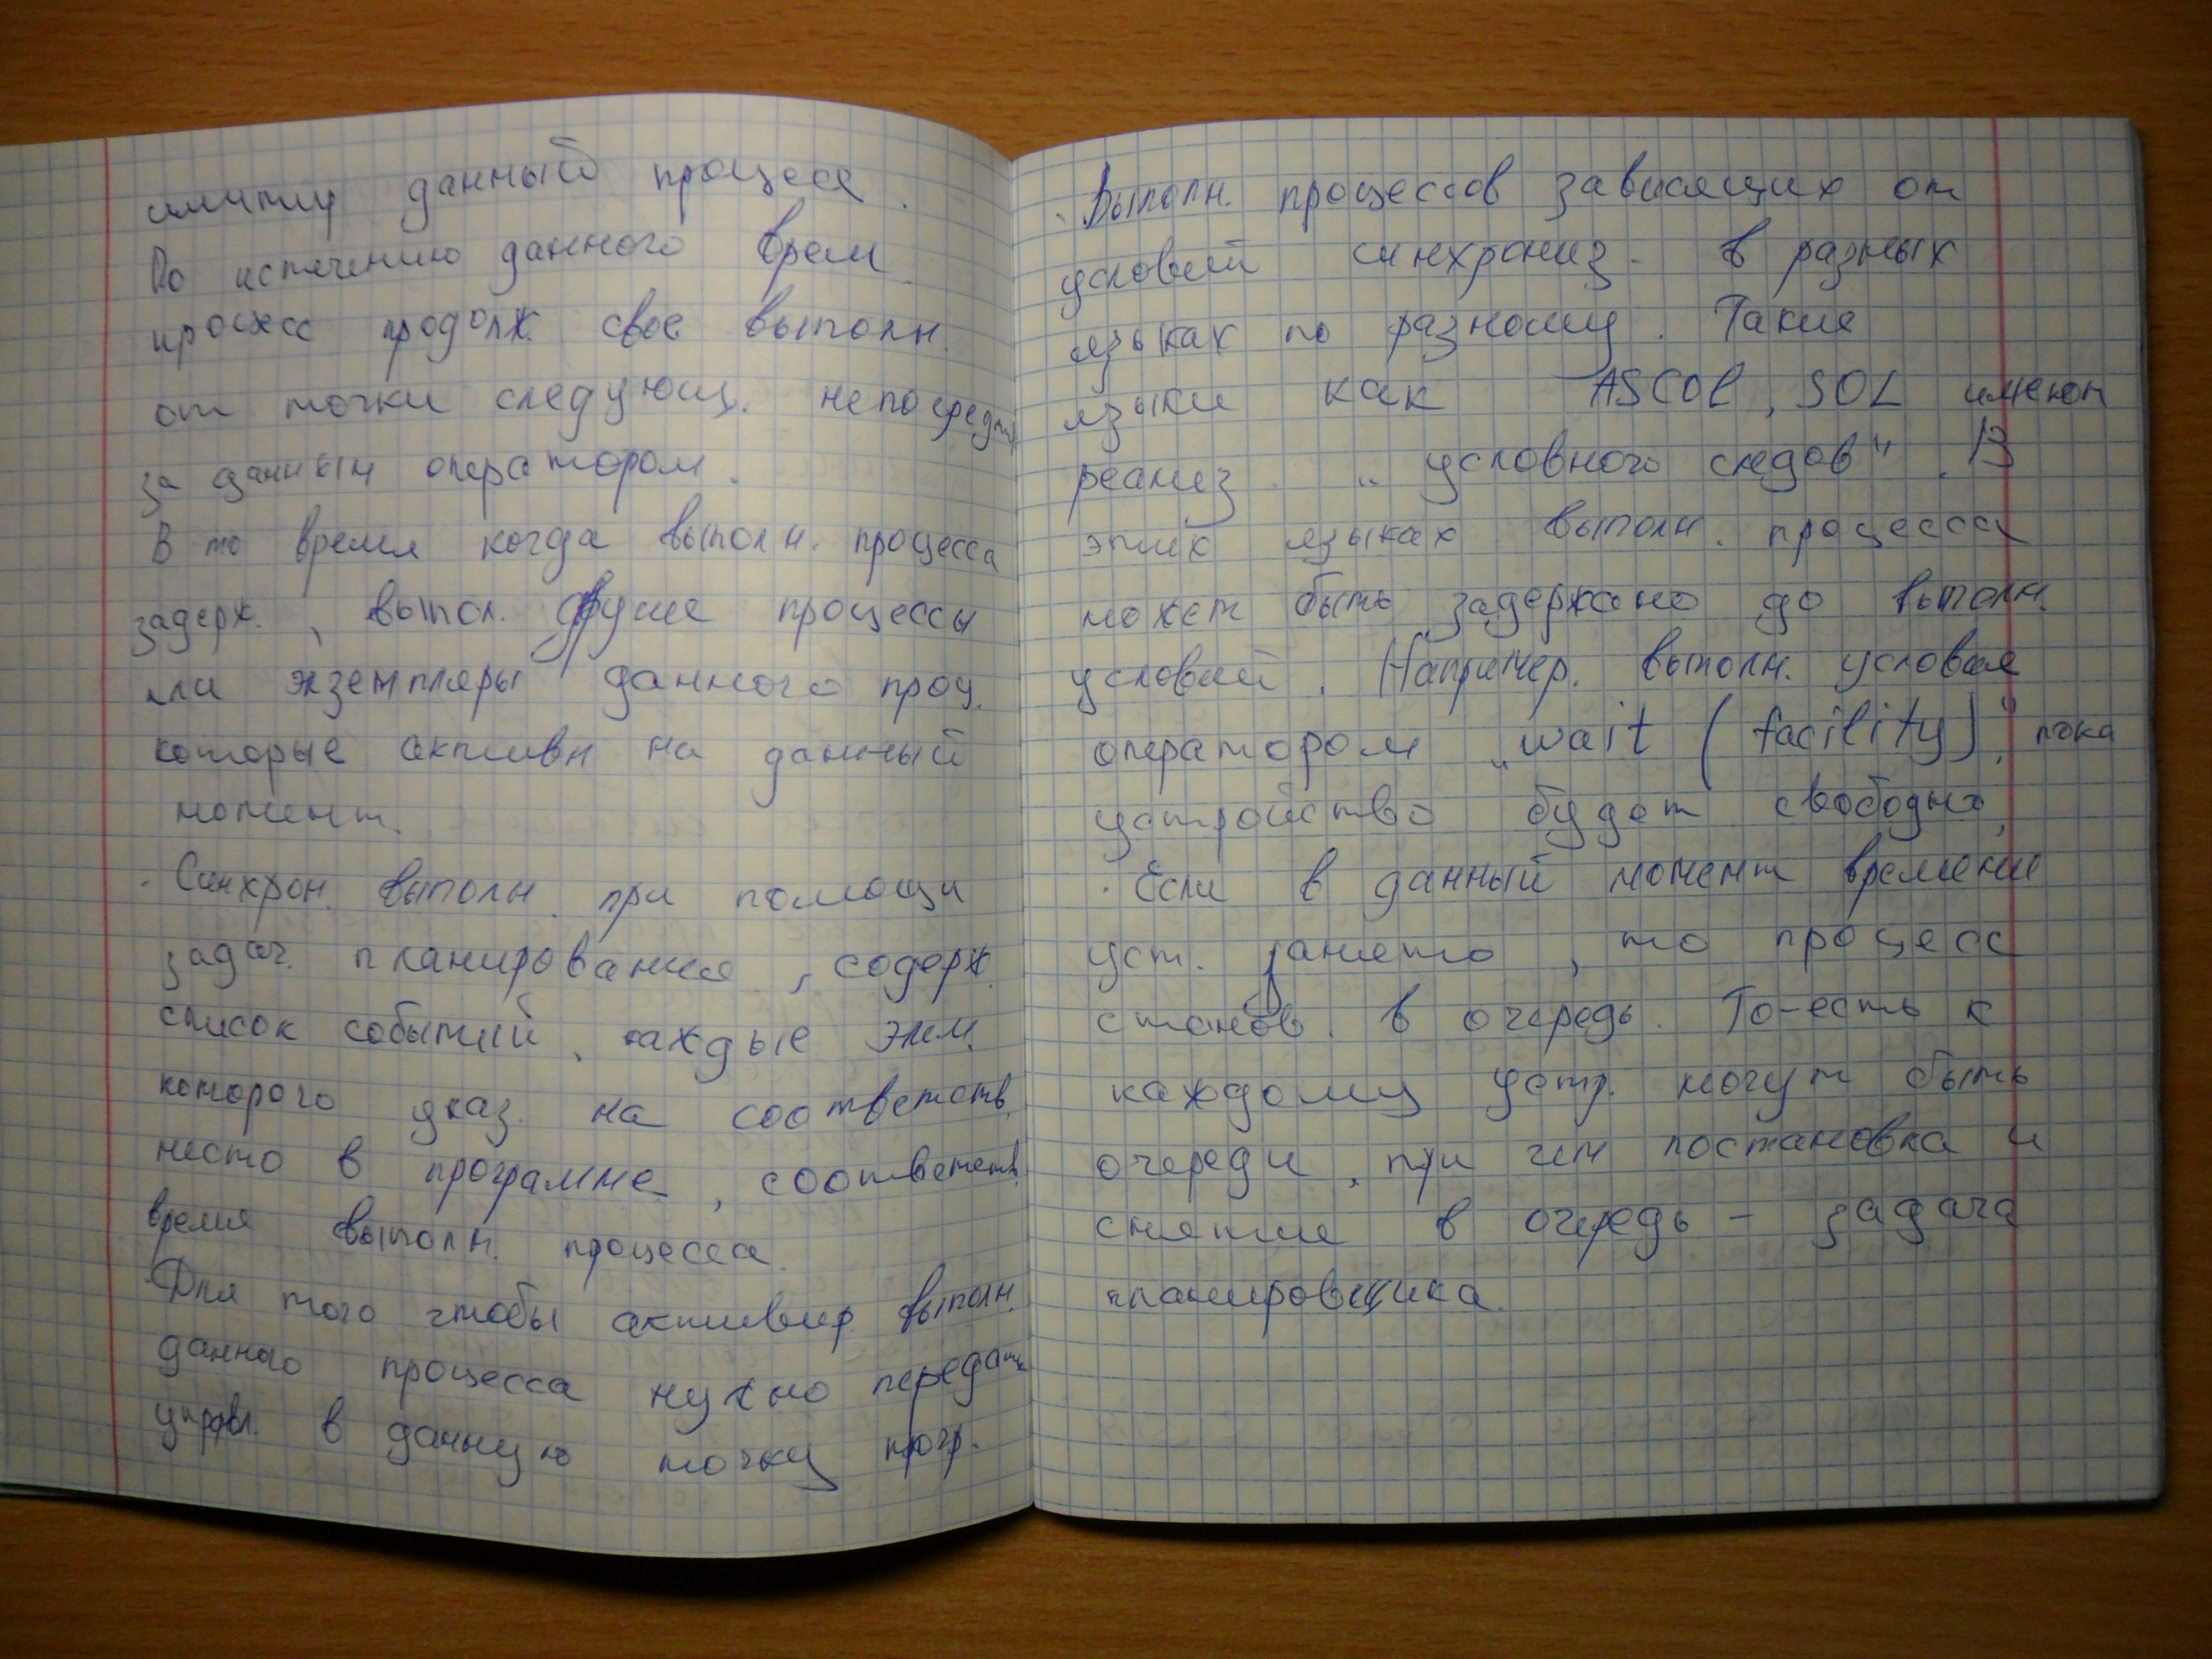 данный процесс.
По истечению данного врем.
процесс продолж. свое выполн.
от точки следующ. непосредств
за данным оператором.
В то время когда выполн. процесса
задерж., выпол. другие процессы
или экземпляры данного проц.
которые активн на данный
момент.
· Синхрон. выполн. при помощи
задач. планирования, содерж.
список событий, каждые элем.
которого указ. на соответств.
место в программе, соответств.
время выполн. процесса.
Для того чтобы активир. выполн.
данного процесса нужно передать
управл. в данную точку прогр.
· Выполн. процессов зависящих от
условий синхрониз. в разных
языках по разному. Такие
языки как ASCOL, SOL имеют
реализ. „условного следов". В
этих языках выполн. процесса
может быть задержано до выполн.
условий. Например. выполн. условия
оператором „wait (facility)", пока
устройство будет свободно,
· Если в данный момент времени
уст. занято, то процесс
станов. в очередь. То-есть к
каждому устр. могут быть
очереди, при чем постановка и
снятие в очередь – задача
планировщика.